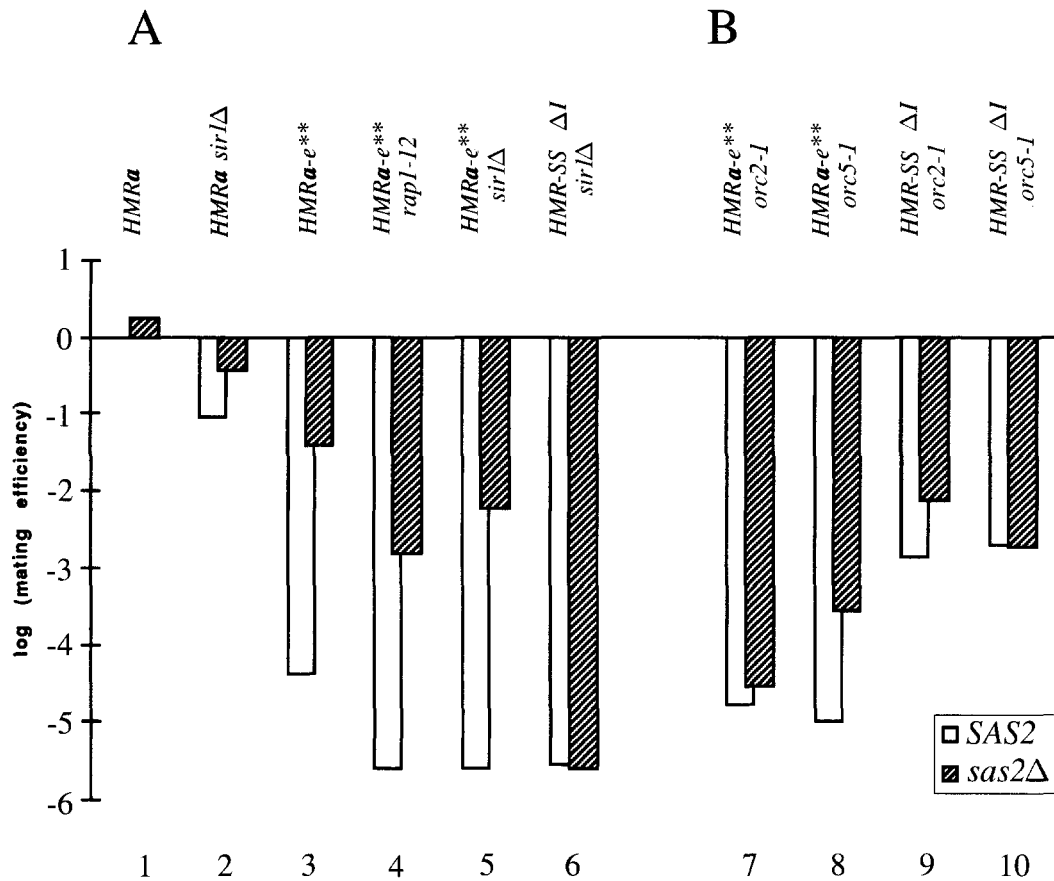 A
B
HMRa
HMRa sir1Δ
HMRa-e**
HMRa-e**
rap1-12
HMRa-e**
sir1Δ
HMR-SS ΔI
sir1Δ
HMRa-e**
orc2-1
HMRa-e**
orc5-1
HMR-SS ΔI
orc2-1
HMR-SS ΔI
orc5-1
log (mating efficiency)
1
0
-1
-2
-3
-4
-5
-6
SAS2
sas2Δ
1 2 3 4 5 6 7 8 9 10